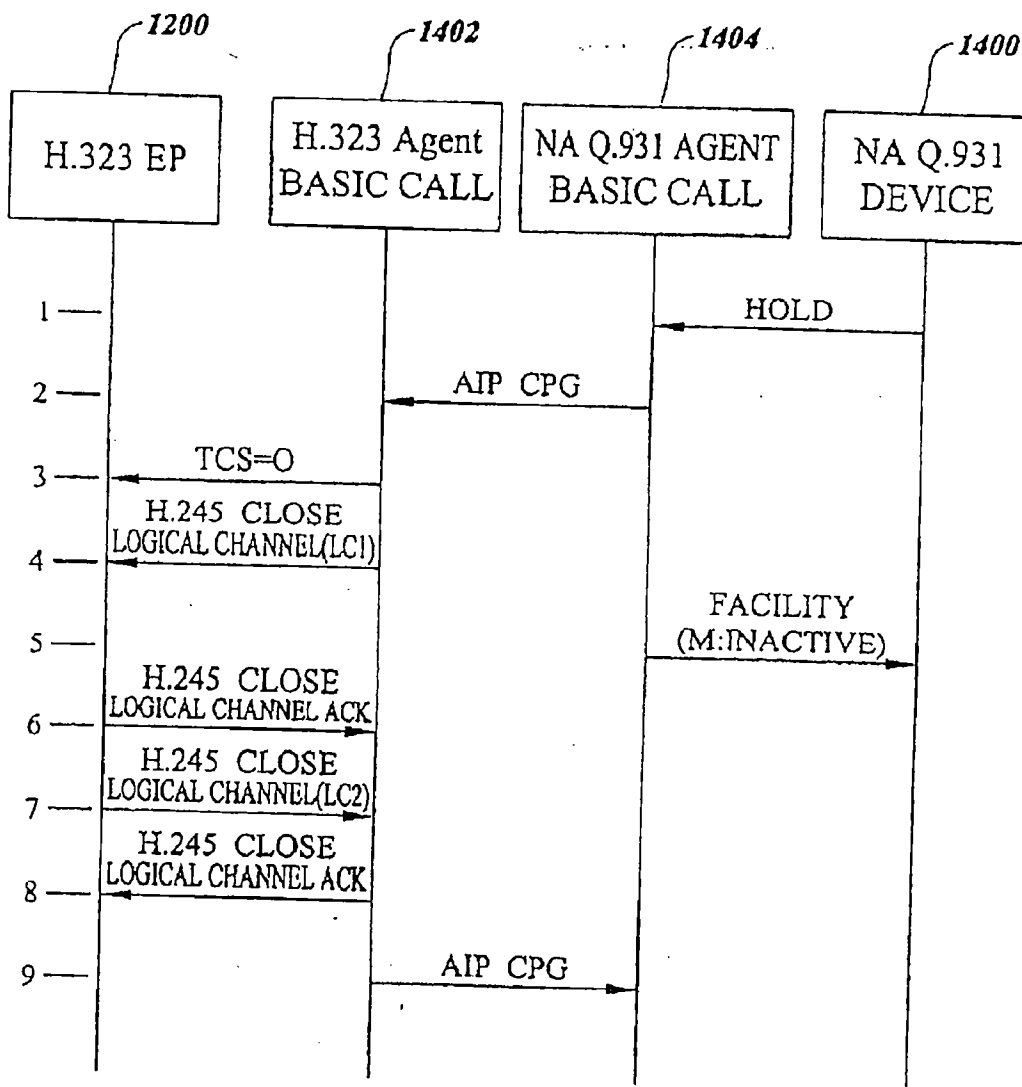 1200
1402
1404
1400
H.323 EP
H.323 Agent
BASIC CALL
NA Q.931 AGENT
BASIC CALL
NA Q.931
DEVICE
1
HOLD
2
AIP CPG
3
TCS=O
H.245 CLOSE
LOGICAL CHANNEL(LC1)
4
FACILITY
(M:INACTIVE)
5
H.245 CLOSE
LOGICAL CHANNEL ACK
6
H.245 CLOSE
LOGICAL CHANNEL(LC2)
7
H.245 CLOSE
LOGICAL CHANNEL ACK
8
9
AIP CPG